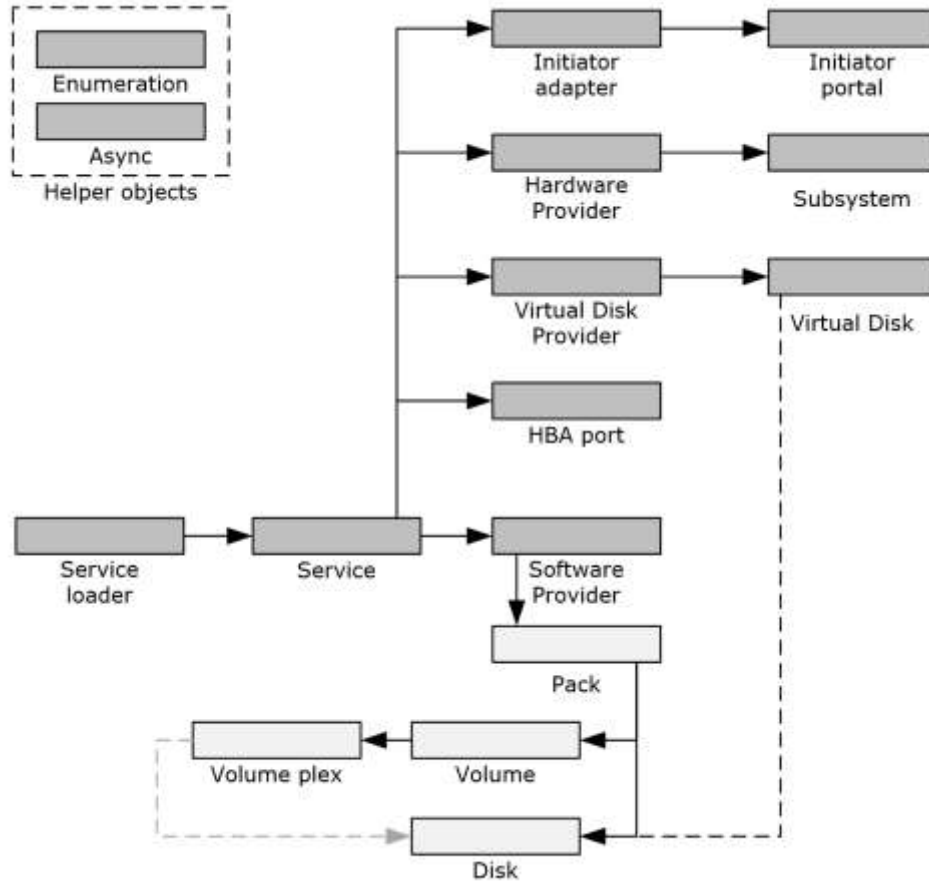 Enumeration
Async
Helper objects
Initiator
adapter
Initiator
portal
Hardware
Provider
Subsystem
Virtual Disk
Provider
Virtual Disk
HBA port
Service
loader
Service
Software
Provider
Pack
Volume plex
Volume
Disk